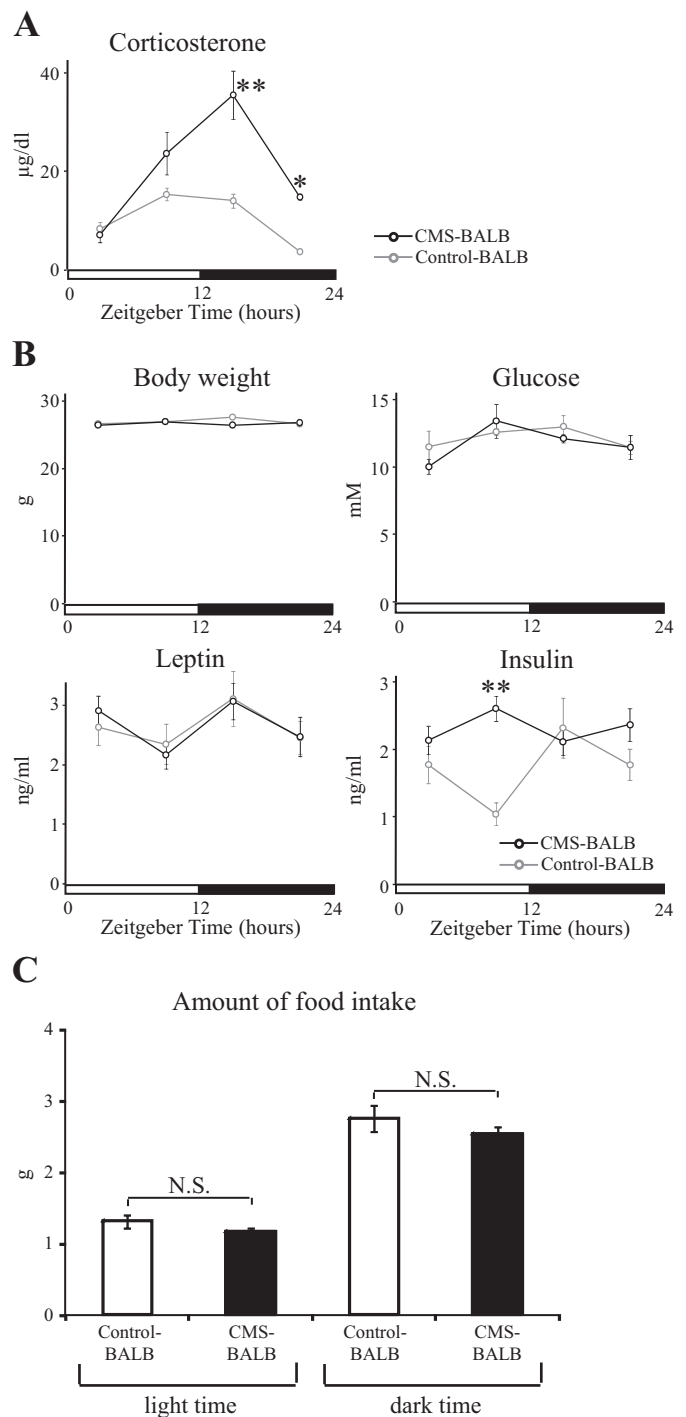 A
Corticosterone
40
**
20
*
0
µg/dl
0 12 24
Zeitgeber Time (hours)
CMS-BALB
Control-BALB
B
Body weight
30
20
10
0
g
0 12 24
Glucose
15
10
5
0
mM
0 12 24
Leptin
3
2
1
0
ng/ml
0 12 24
Zeitgeber Time (hours)
Insulin
3
**
2
1
0
ng/ml
CMS-BALB
Control-BALB
0 12 24
Zeitgeber Time (hours)
C
Amount of food intake
4
3
2
1
0
g
N.S.
N.S.
Control-
BALB
CMS-
BALB
Control-
BALB
CMS-
BALB
light time
dark time